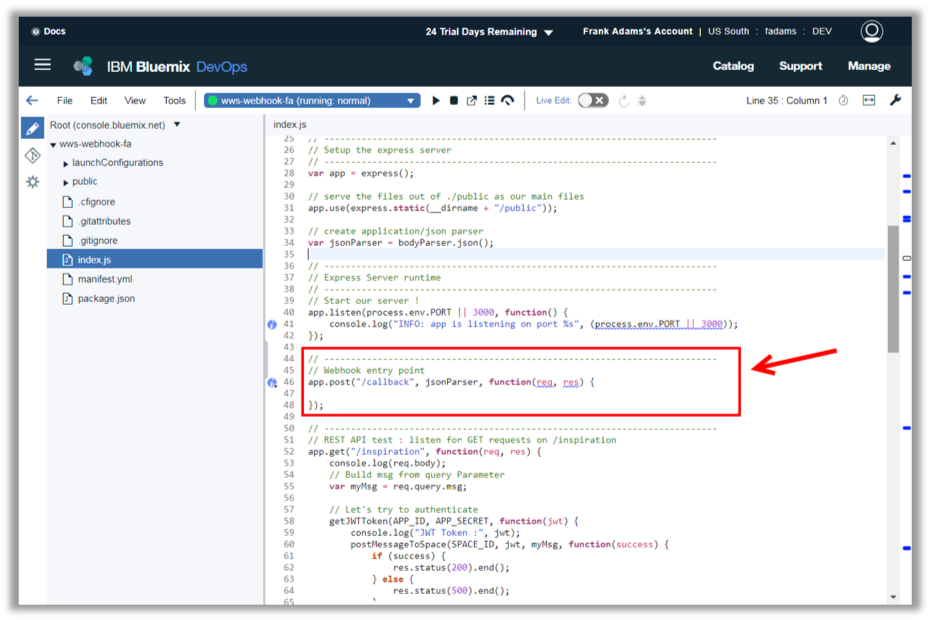 Docs
24 Trial Days Remaining
Frank Adams's Account | US South : fadams : DEV
IBM Bluemix DevOps
Catalog Support Manage
File Edit View Tools
wws-webhook-fa (running: normal)
Live Edit:
Line 35 : Column 1
Root (console.bluemix.net)
wws-webhook-fa
launchConfigurations
public
.cfignore
.gitattributes
.gitignore
index.js
manifest.yml
package.json
index.js
25 // -------------------------------------------------------------------------
26 // Setup the express server
27 // -------------------------------------------------------------------------
28 var app = express();
29
30 // serve the files out of ./public as our main files
31 app.use(express.static(__dirname + "/public"));
32
33 // create application/json parser
34 var jsonParser = bodyParser.json();
35
36 // -------------------------------------------------------------------------
37 // Express Server runtime
38 // -------------------------------------------------------------------------
39 // Start our server !
40 app.listen(process.env.PORT || 3000, function() {
41     console.log("INFO: app is listening on port %s", (process.env.PORT || 3000));
42 });
43
44 // -------------------------------------------------------------------------
45 // Webhook entry point
46 app.post("/callback", jsonParser, function(req, res) {
47
48 });
49
50 // -------------------------------------------------------------------------
51 // REST API test : listen for GET requests on /inspiration
52 app.get("/inspiration", function(req, res) {
53     console.log(req.body);
54     // Build msg from query Parameter
55     var myMsg = req.query.msg;
56
57     // Let's try to authenticate
58     getJWTToken(APP_ID, APP_SECRET, function(jwt) {
59         console.log("JWT Token :", jwt);
60         postMessageToSpace(SPACE_ID, jwt, myMsg, function(success) {
61             if (success) {
62                 res.status(200).end();
63             } else {
64                 res.status(500).end();
65             }